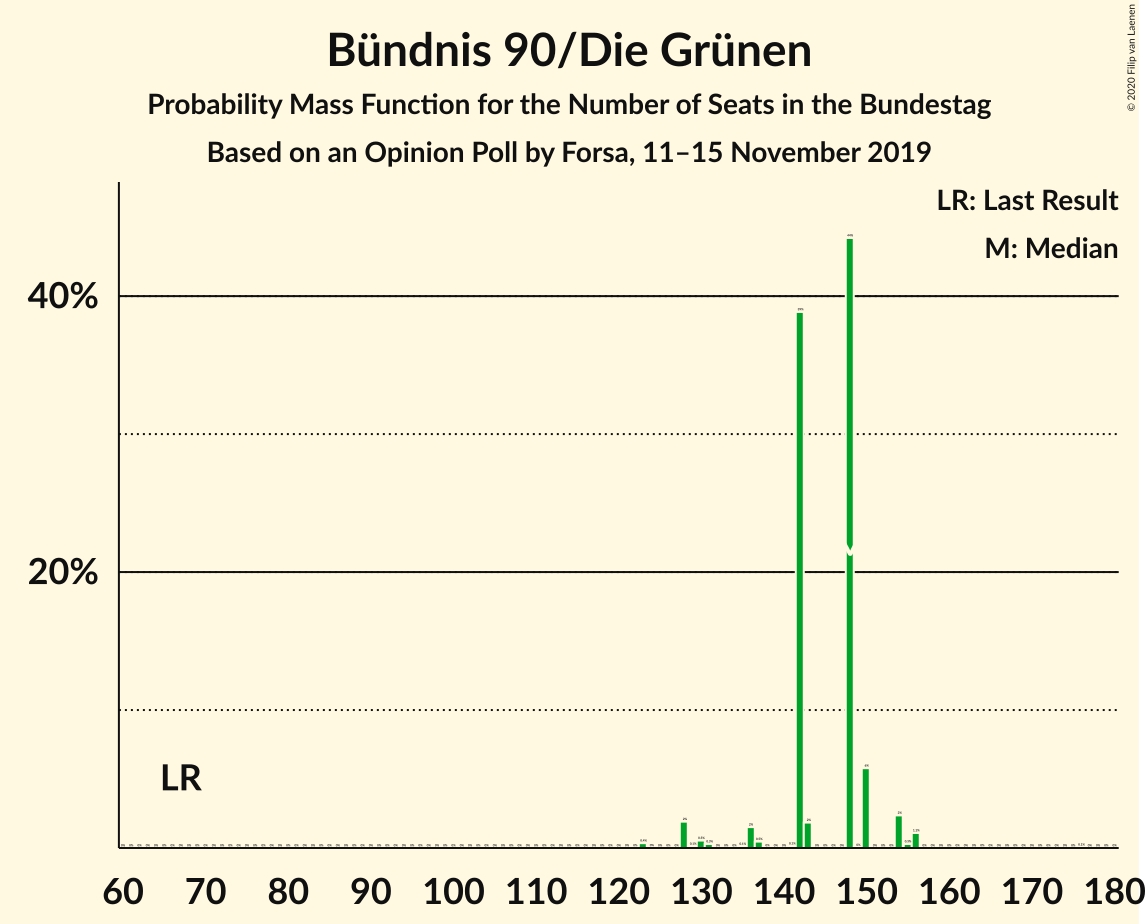 Bündnis 90/Die Grünen
Probability Mass Function for the Number of Seats in the Bundestag
Based on an Opinion Poll by Forsa, 11–15 November 2019
© 2020 Filip van Laenen
LR: Last Result
M: Median
40%
20%
LR
60 70 80 90 100 110 120 130 140 150 160 170 180